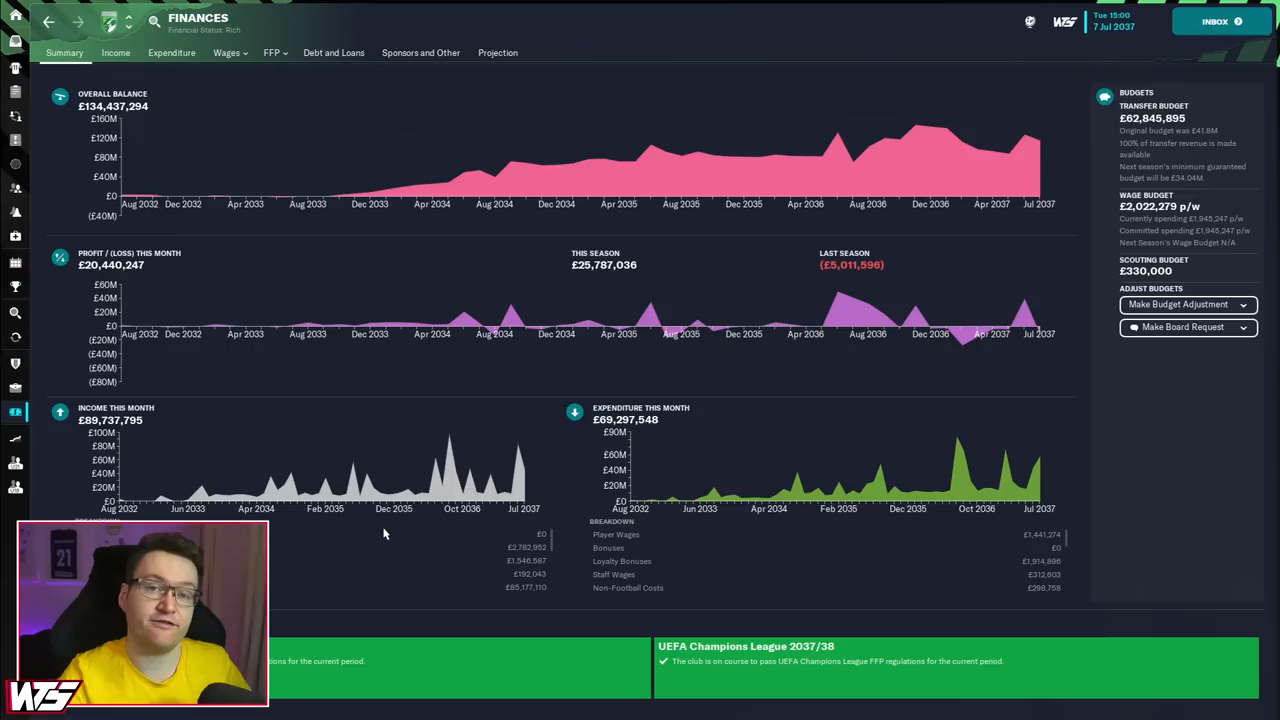 FINANCES
Financial Status: Rich
WTS
Tue 15:00
7 Jul 2037
INBOX
Summary
Income
Expenditure
Wages
FFP
Debt and Loans
Sponsors and Other
Projection
OVERALL BALANCE
£134,437,294
£160M
£120M
£80M
£40M
£0
(£40M)
Aug 2032 Dec 2032 Apr 2033 Aug 2033 Dec 2033 Apr 2034 Aug 2034 Dec 2034 Apr 2035 Aug 2035 Dec 2035 Apr 2036 Aug 2036 Dec 2036 Apr 2037 Jul 2037
PROFIT / (LOSS) THIS MONTH
£20,440,247
THIS SEASON
£25,787,036
LAST SEASON
(£5,011,596)
£60M
£40M
£20M
£0
(£20M)
(£40M)
(£60M)
(£80M)
Aug 2032 Dec 2032 Apr 2033 Aug 2033 Dec 2033 Apr 2034 Aug 2034 Dec 2034 Apr 2035 Aug 2035 Dec 2035 Apr 2036 Aug 2036 Dec 2036 Apr 2037 Jul 2037
INCOME THIS MONTH
£89,737,795
£100M
£80M
£60M
£40M
£20M
£0
Aug 2032 Jun 2033 Apr 2034 Feb 2035 Dec 2035 Oct 2036 Jul 2037
£0
£2,782,952
£1,546,587
£192,043
£85,177,110
EXPENDITURE THIS MONTH
£69,297,548
£90M
£60M
£40M
£20M
£0
Aug 2032 Jun 2033 Apr 2034 Feb 2035 Dec 2035 Oct 2036 Jul 2037
BREAKDOWN
Player Wages £1,441,274
Bonuses £0
Loyalty Bonuses £1,914,896
Staff Wages £312,603
Non-Football Costs £298,758
BUDGETS
TRANSFER BUDGET
£62,845,895
Original budget was £41.8M
100% of transfer revenue is made
available
Next season's minimum guaranteed
budget will be £34.04M.
WAGE BUDGET
£2,022,279 p/w
Currently spending £1,945,247 p/w
Committed spending £1,945,247 p/w
Next Season's Wage Budget N/A
SCOUTING BUDGET
£330,000
ADJUST BUDGETS
Make Budget Adjustment
Make Board Request
ions for the current period.
UEFA Champions League 2037/38
The club is on course to pass UEFA Champions League FFP regulations for the current period.
21
WTS